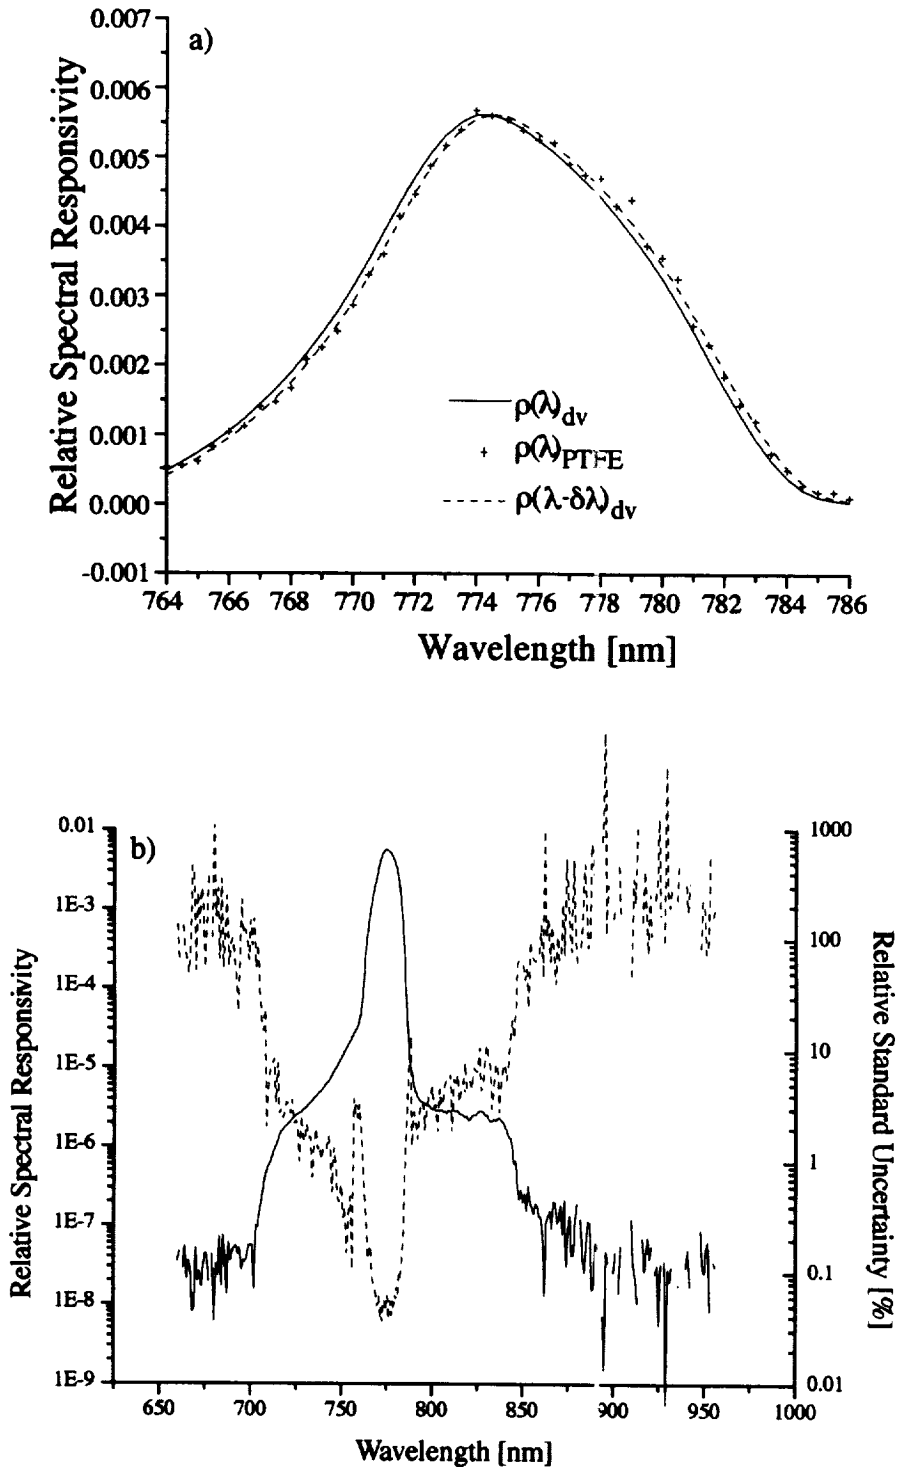 a)
0.007
0.006
0.005
0.004
0.003
0.002
0.001
0.000
-0.001
Relative Spectral Responsivity
ρ(λ)dv
ρ(λ)PTFE
ρ(λ-δλ)dv
764 766 768 770 772 774 776 778 780 782 784 786
Wavelength [nm]
b)
0.01
1E-3
1E-4
1E-5
1E-6
1E-7
1E-8
1E-9
Relative Spectral Responsivity
1000
100
10
1
0.1
0.01
Relative Standard Uncertainty [%]
650 700 750 800 850 900 950 1000
Wavelength [nm]